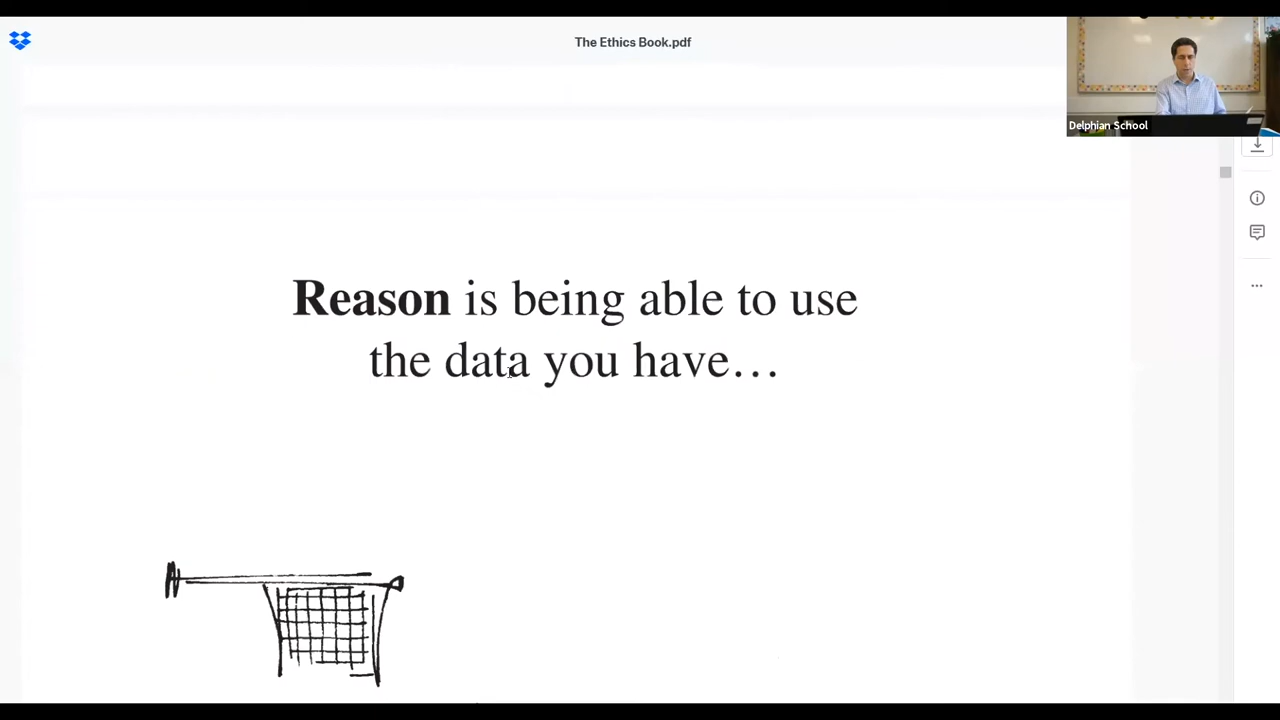 The Ethics Book.pdf
Delphian School
Reason is being able to use
the data you have…